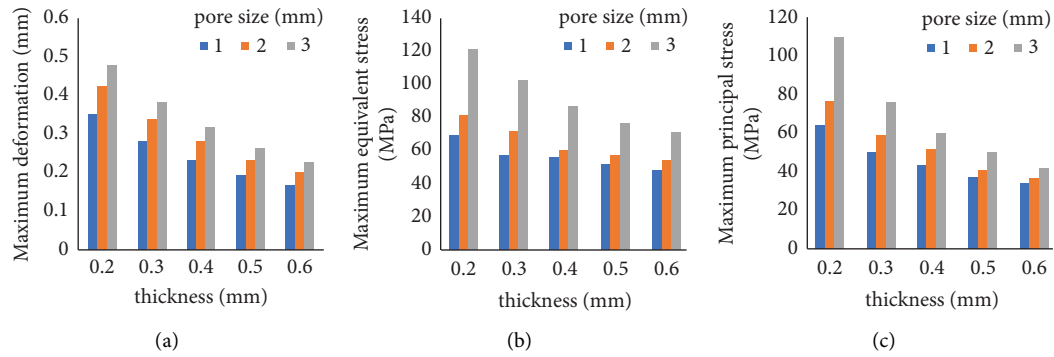 Maximum deformation (mm)
0.6
0.5
0.4
0.3
0.2
0.1
0
pore size (mm)
1 2 3
0.2 0.3 0.4 0.5 0.6
thickness (mm)
(a)
Maximum equivalent stress
(MPa)
140
120
100
80
60
40
20
0
pore size (mm)
1 2 3
0.2 0.3 0.4 0.5 0.6
thickness (mm)
(b)
Maximum principal stress
(MPa)
120
100
80
60
40
20
0
pore size (mm)
1 2 3
0.2 0.3 0.4 0.5 0.6
thickness (mm)
(c)